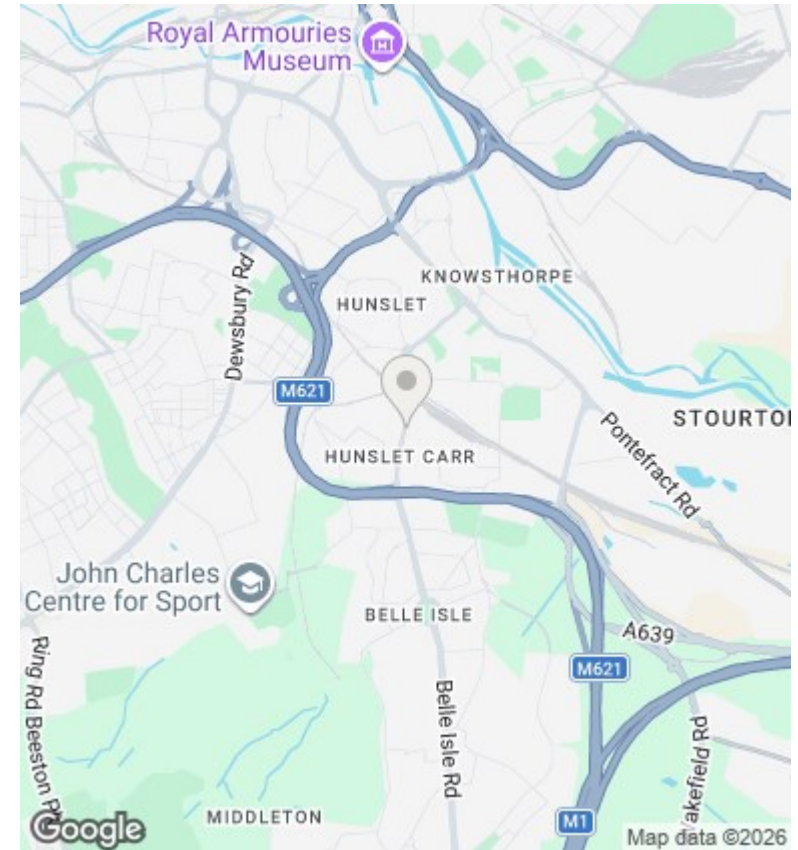 Royal Armouries
Museum
KNOWSTHORPE
HUNSLET
Dewsbury Rd
M621
STOURTO
HUNSLET CARR
Pontefract Rd
John Charles
Centre for Sport
BELLE ISLE
A639
M621
Ring Rd Beeston Pk
Belle Isle Rd
Wakefield Rd
MIDDLETON
M1
Google
Map data ©2026